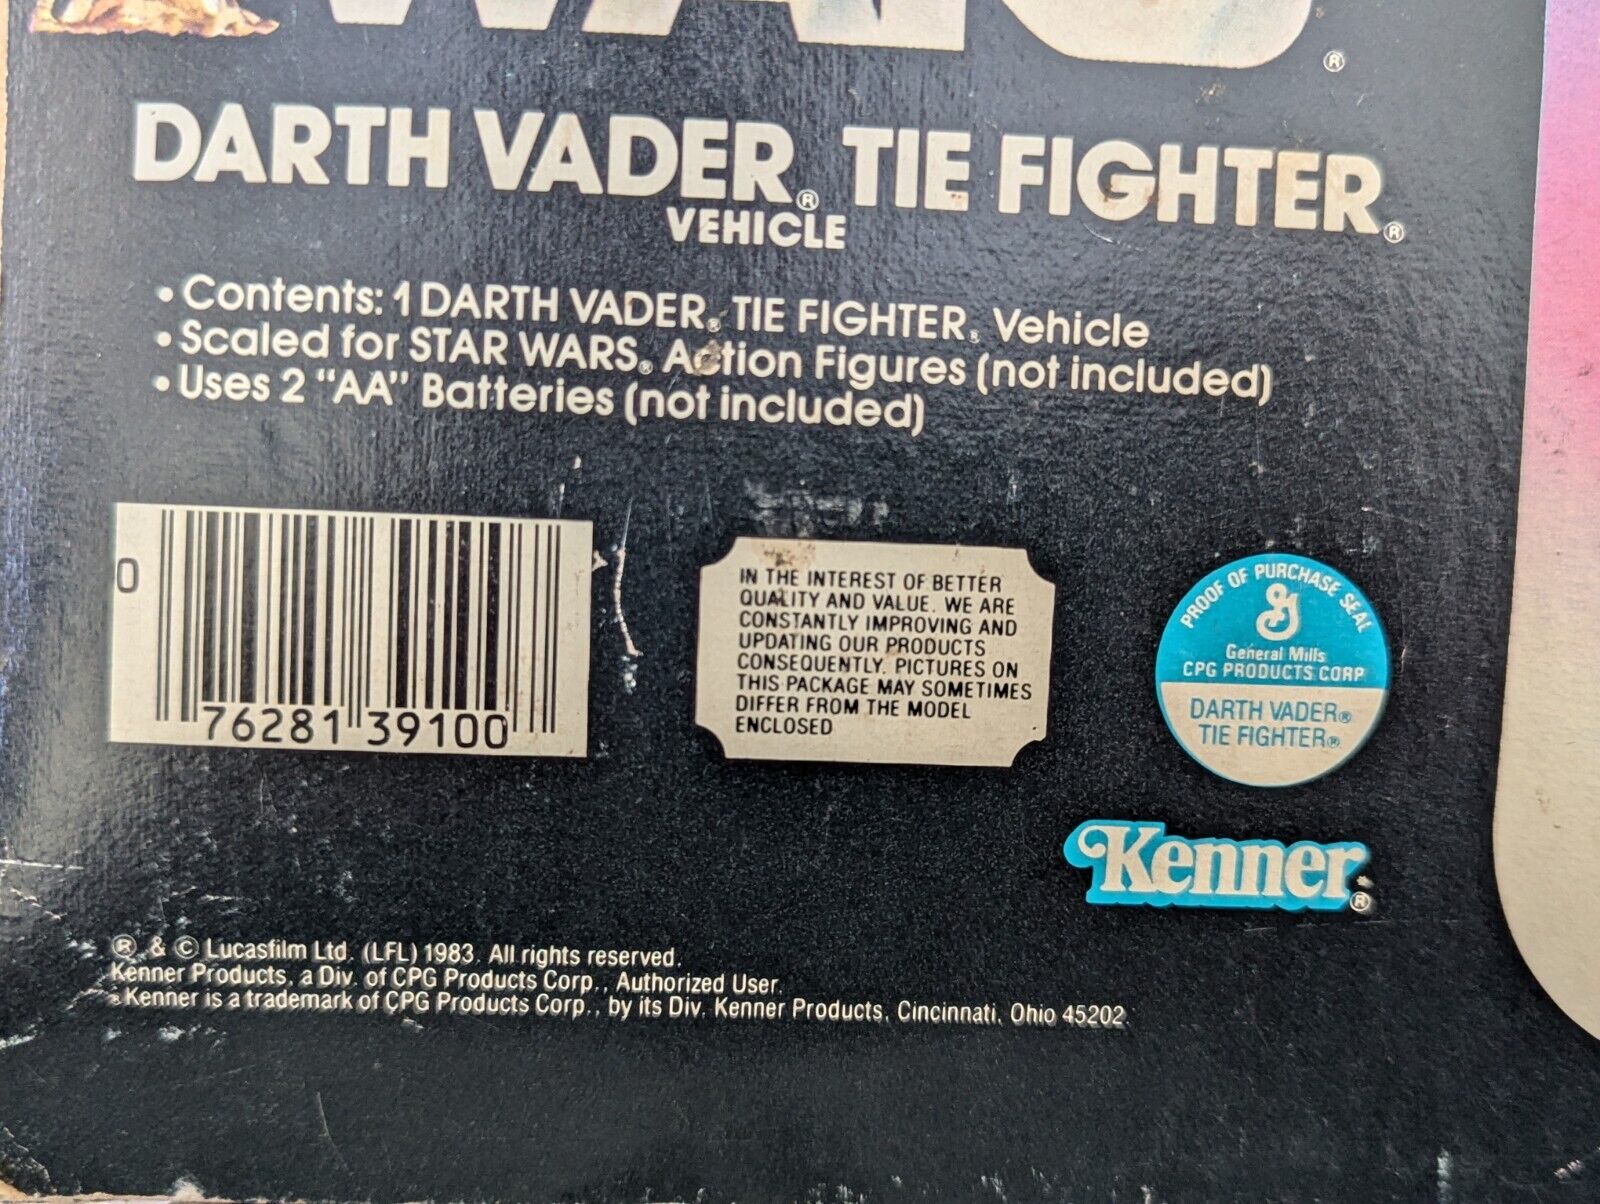 WARS®
DARTH VADER® TIE FIGHTER®
VEHICLE
• Contents: 1 DARTH VADER® TIE FIGHTER® Vehicle
• Scaled for STAR WARS® Action Figures (not included)
• Uses 2 "AA" Batteries (not included)
0 76281 39100
IN THE INTEREST OF BETTER
QUALITY AND VALUE, WE ARE
CONSTANTLY IMPROVING AND
UPDATING OUR PRODUCTS
CONSEQUENTLY, PICTURES ON
THIS PACKAGE MAY SOMETIMES
DIFFER FROM THE MODEL
ENCLOSED
PROOF OF PURCHASE SEAL
G
General Mills
CPG PRODUCTS CORP
DARTH VADER®
TIE FIGHTER®
Kenner®
® & © Lucasfilm Ltd. (LFL) 1983. All rights reserved.
Kenner Products, a Div. of CPG Products Corp., Authorized User.
®Kenner is a trademark of CPG Products Corp., by its Div. Kenner Products, Cincinnati, Ohio 45202